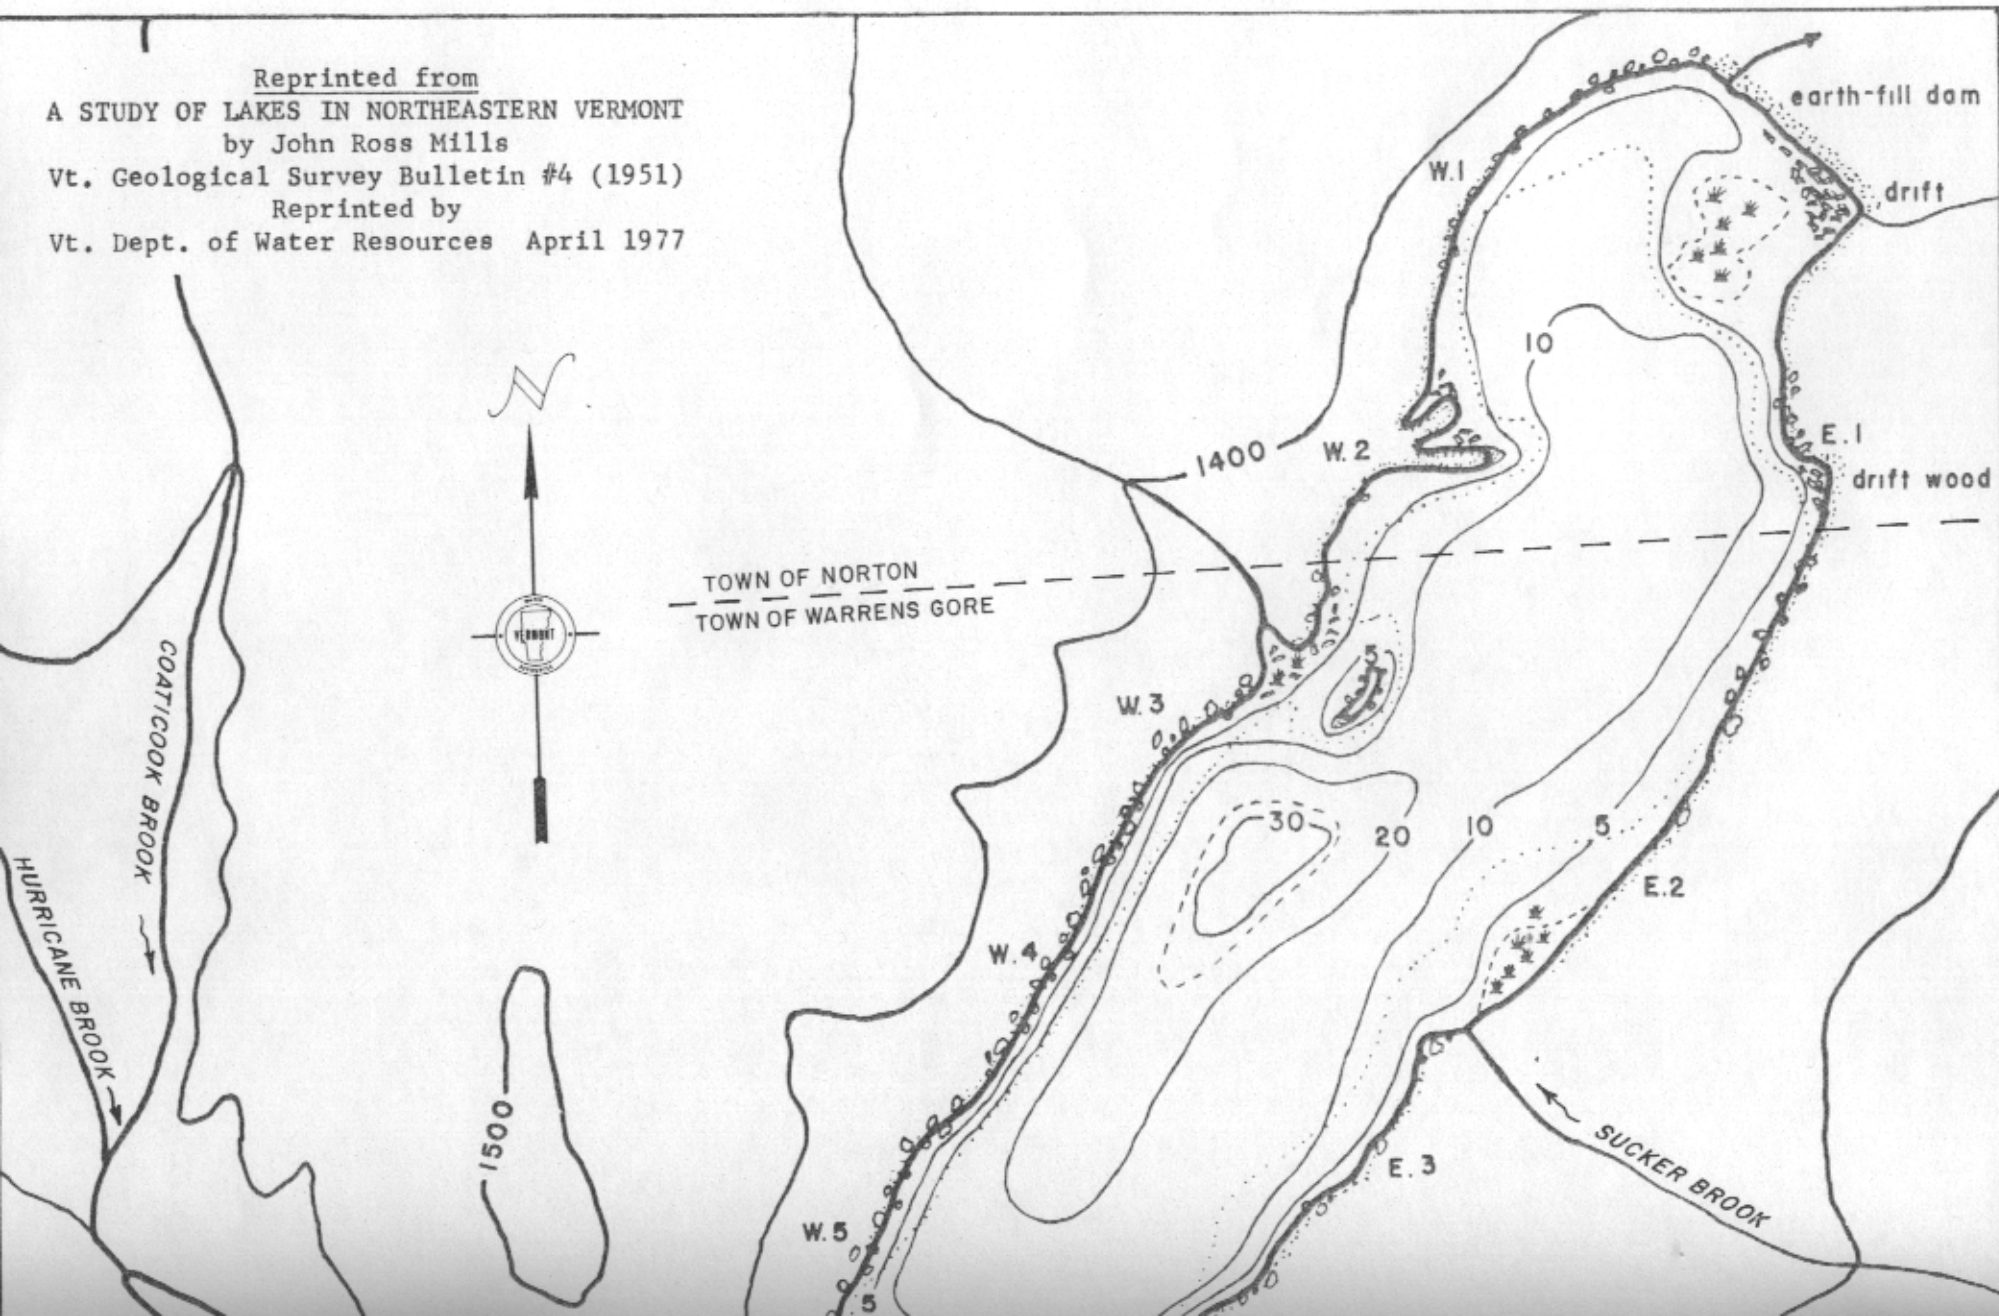 Reprinted from
A STUDY OF LAKES IN NORTHEASTERN VERMONT
by John Ross Mills
Vt. Geological Survey Bulletin #4 (1951)
Reprinted by
Vt. Dept. of Water Resources April 1977
earth-fill dam
W.1
drift
N
10
E.1
W.2
1400
drift wood
TOWN OF NORTON
TOWN OF WARRENS GORE
VERMONT
COATICOOK BROOK
5
W.3
30
20
10
5
HURRICANE BROOK
E.2
W.4
1500
SUCKER BROOK
E.3
W.5
5